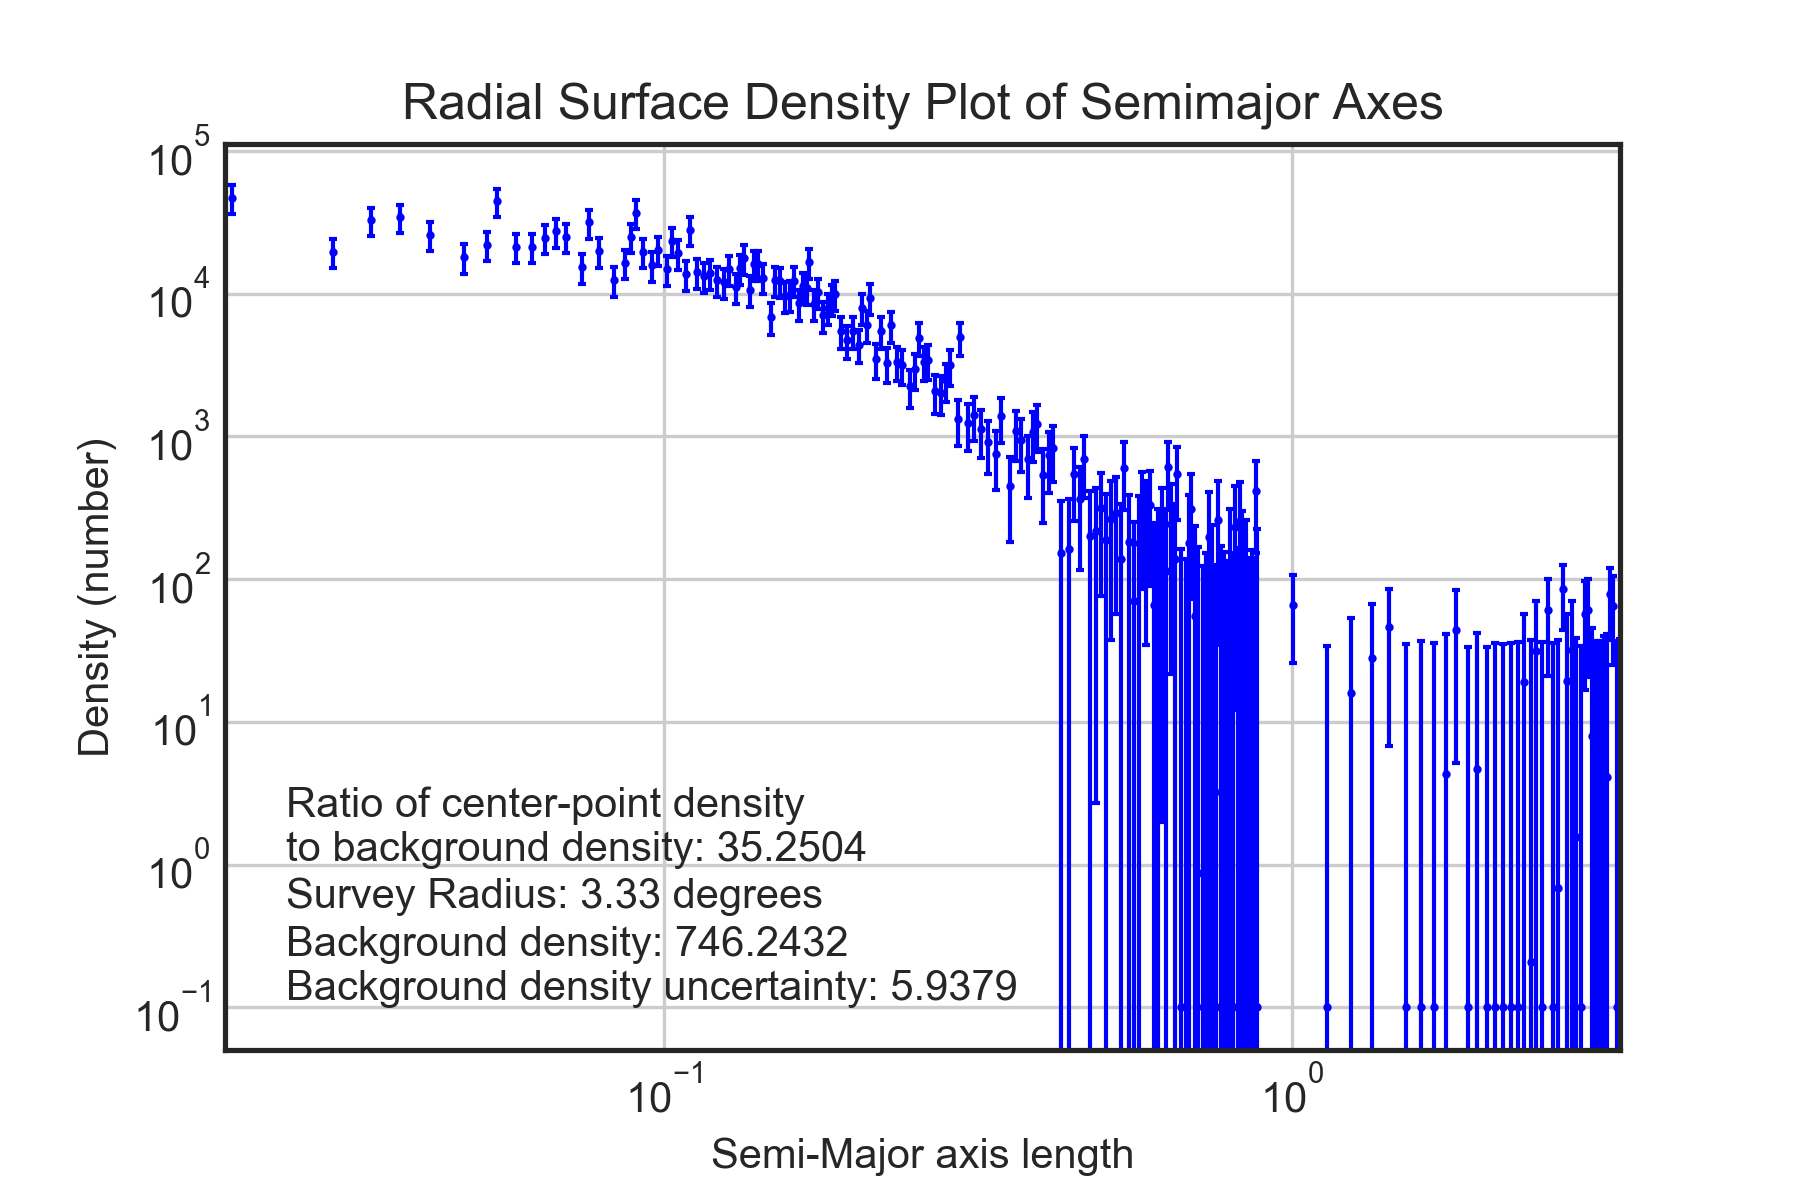 Radial Surface Density Plot of Semimajor Axes
10^5
10^4
10^3
10^2
10^1
10^0
10^−1
Density (number)
Ratio of center-point density
to background density: 35.2504
Survey Radius: 3.33 degrees
Background density: 746.2432
Background density uncertainty: 5.9379
10^−1
10^0
Semi-Major axis length